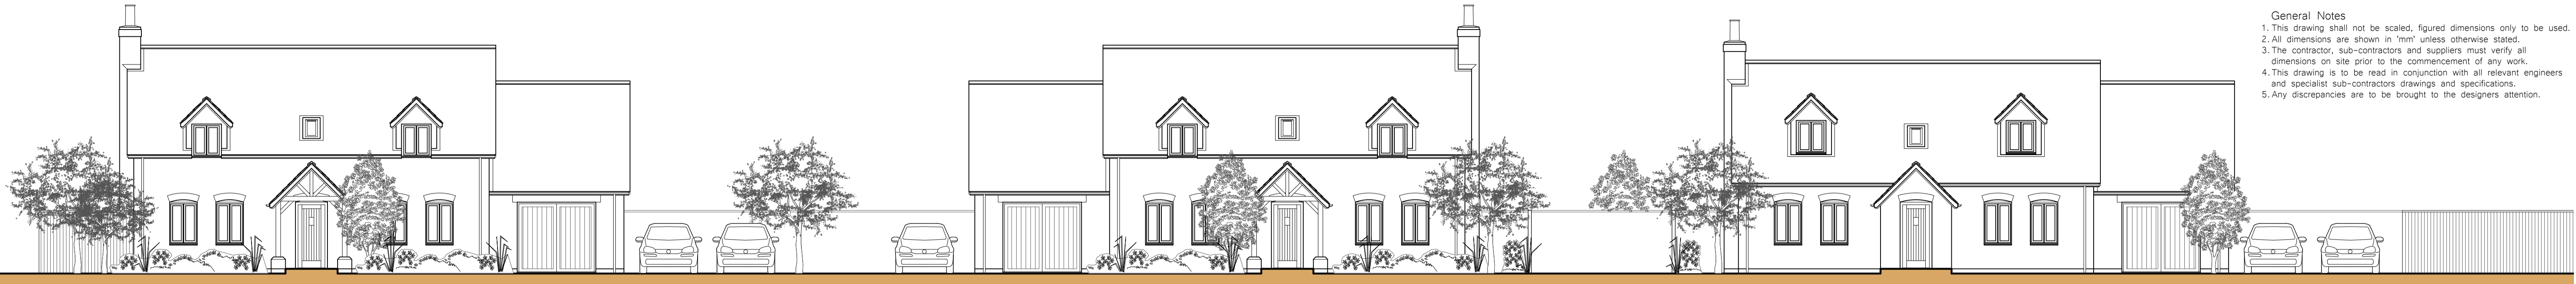 General Notes
1. This drawing shall not be scaled, figured dimensions only to be used.
2. All dimensions are shown in 'mm' unless otherwise stated.
3. The contractor, sub-contractors and suppliers must verify all
dimensions on site prior to the commencement of any work.
4. This drawing is to be read in conjunction with all relevant engineers
and specialist sub-contractors drawings and specifications.
5. Any discrepancies are to be brought to the designers attention.